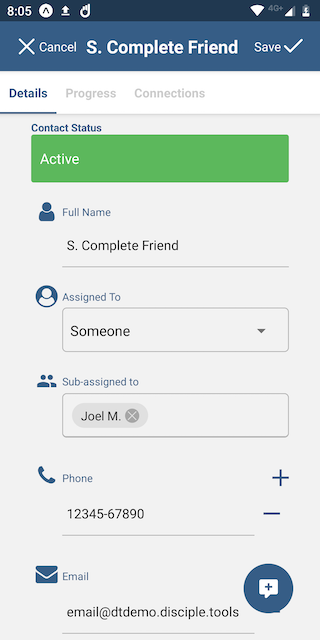 8:05
4G+
Cancel
S. Complete Friend
Save
Details
Progress
Connections
Contact Status
Active
Full Name
S. Complete Friend
Assigned To
Someone
Sub-assigned to
Joel M.
Phone
12345-67890
Email
email@dtdemo.disciple.tools